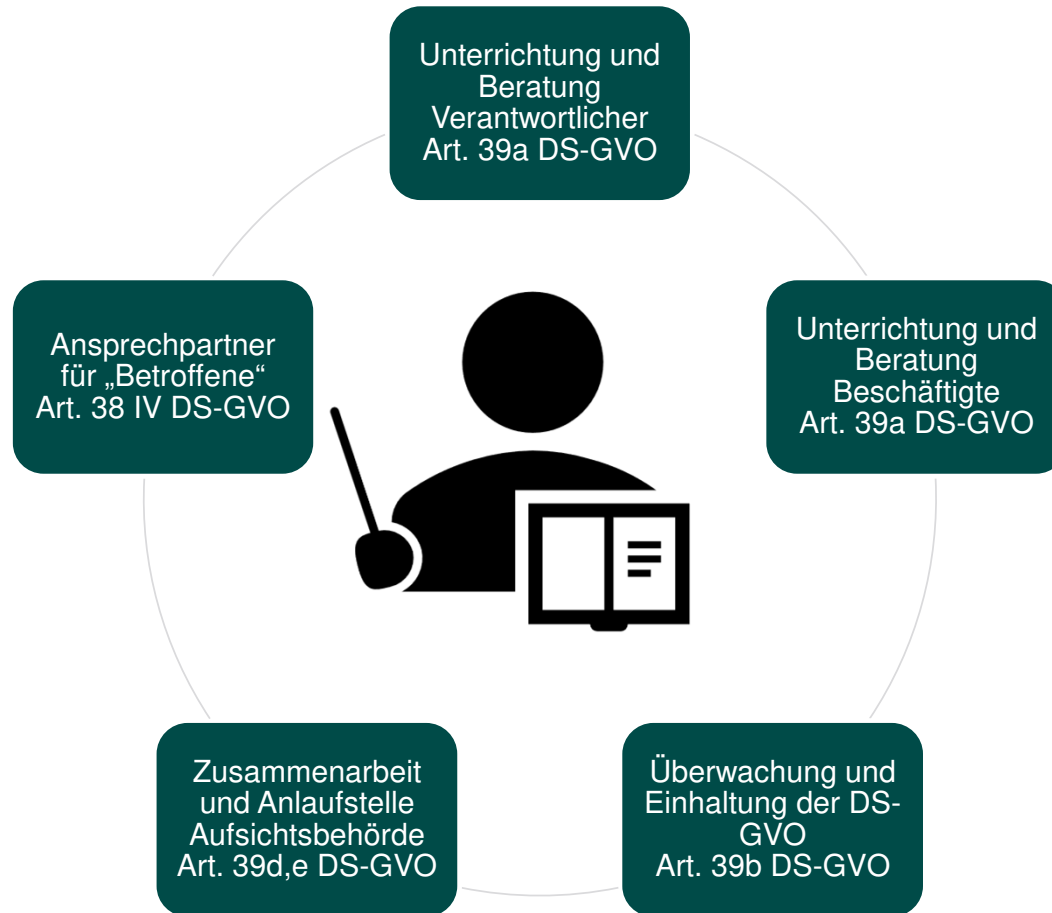 Unterrichtung und
Beratung
Verantwortlicher
Art. 39a DS-GVO
Unterrichtung und
Beratung
Beschäftigte
Art. 39a DS-GVO
Überwachung und
Einhaltung der DS-
GVO
Art. 39b DS-GVO
Zusammenarbeit
und Anlaufstelle
Aufsichtsbehörde
Art. 39d,e DS-GVO
Ansprechpartner
für „Betroffene“
Art. 38 IV DS-GVO